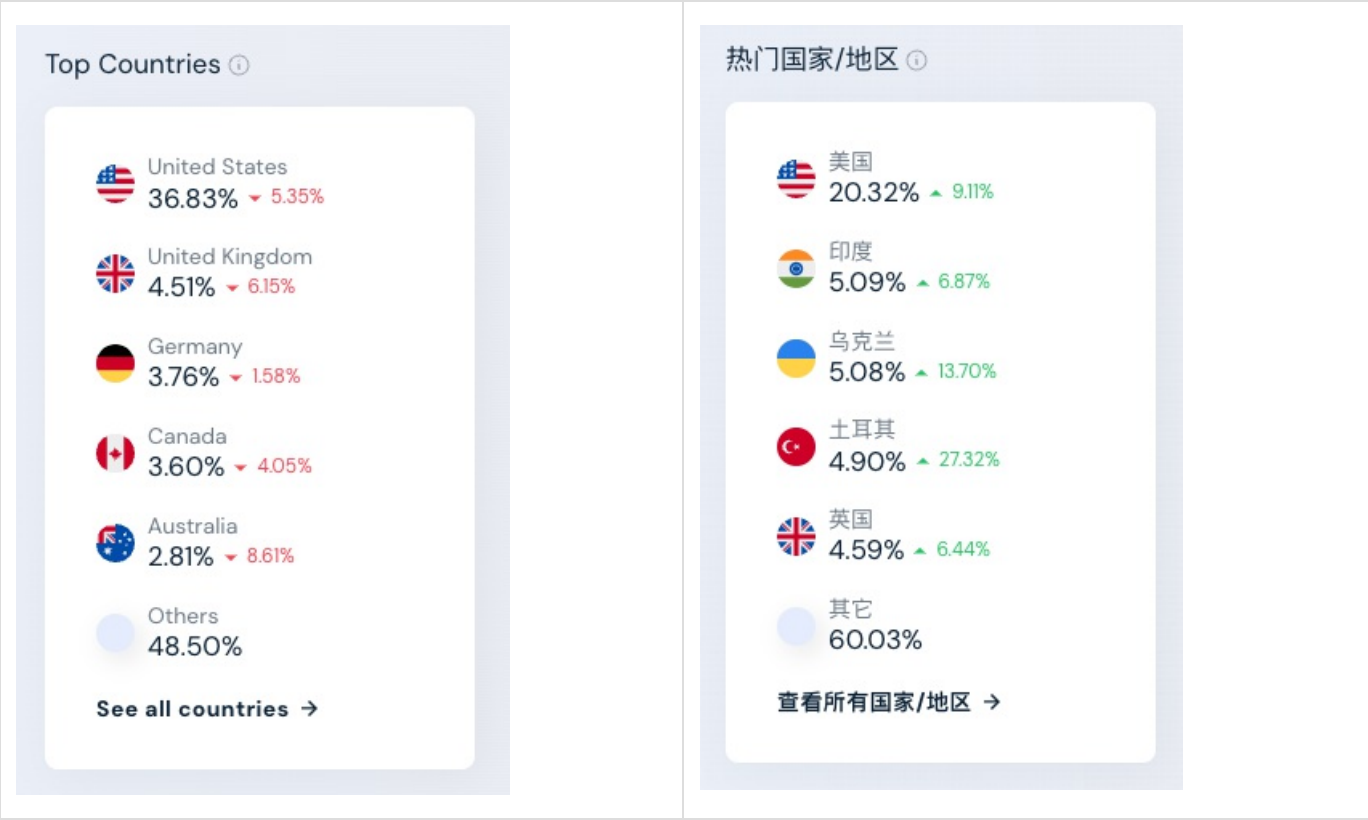 Top Countries
United States
36.83% 5.35%
United Kingdom
4.51% 6.15%
Germany
3.76% 1.58%
Canada
3.60% 4.05%
Australia
2.81% 8.61%
Others
48.50%
See all countries →
热门国家/地区
美国
20.32% 9.11%
印度
5.09% 6.87%
乌克兰
5.08% 13.70%
土耳其
4.90% 27.32%
英国
4.59% 6.44%
其它
60.03%
查看所有国家/地区 →